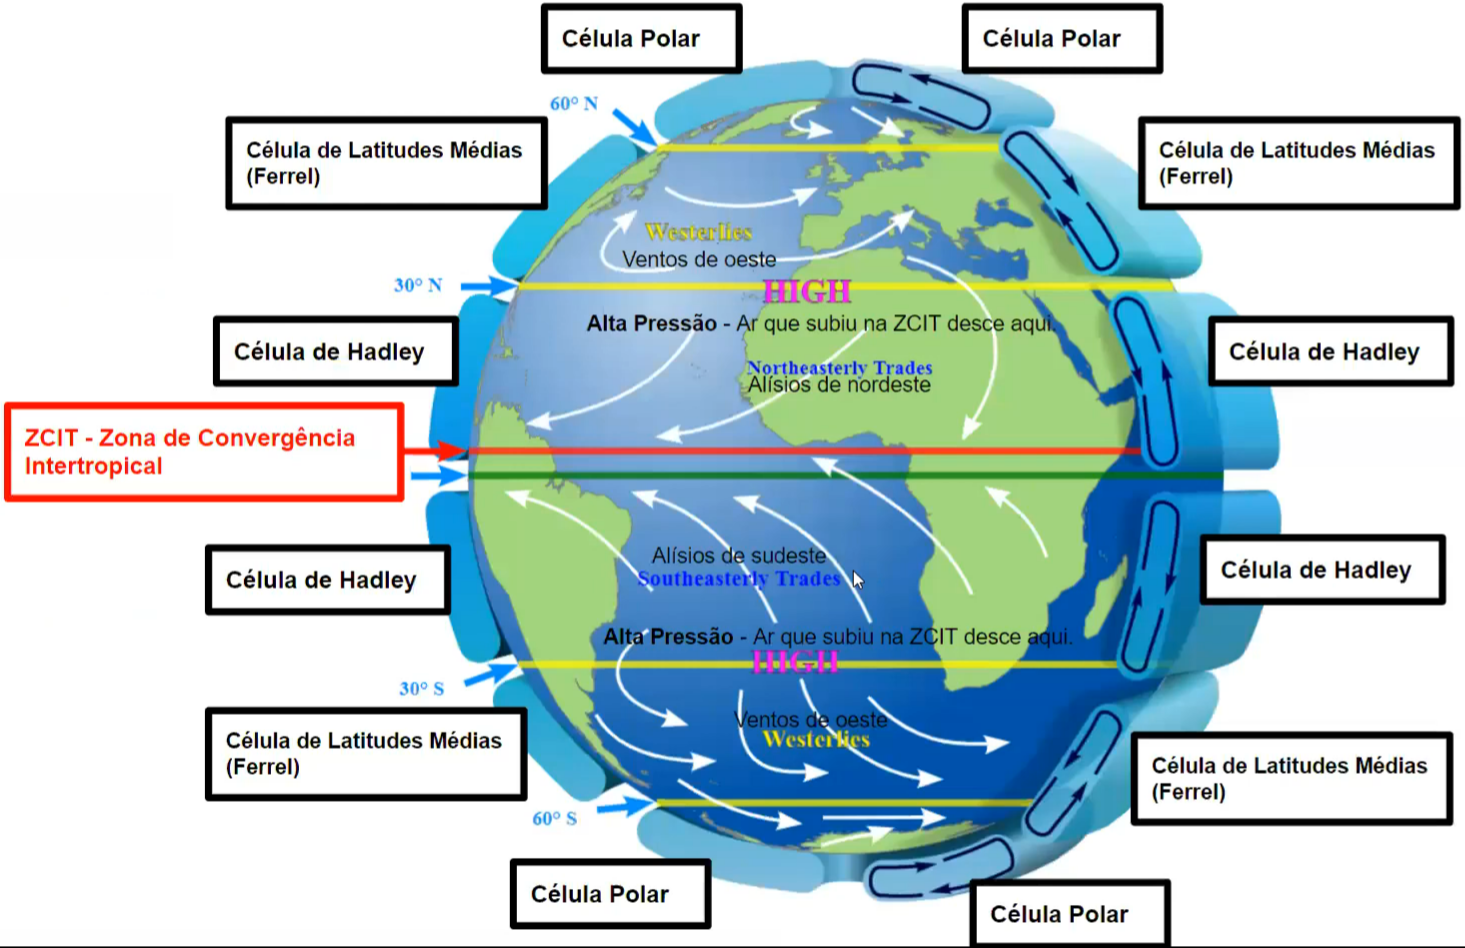 Célula Polar
Célula Polar
60° N
Célula de Latitudes Médias
(Ferrel)
Célula de Latitudes Médias
(Ferrel)
Westerlies
Ventos de oeste
30° N
HIGH
Alta Pressão - Ar que subiu na ZCIT desce aqui.
Célula de Hadley
Célula de Hadley
Northeasterly Trades
Alísios de nordeste
ZCIT - Zona de Convergência
Intertropical
Alísios de sudeste
Southeasterly Trades
Célula de Hadley
Célula de Hadley
Alta Pressão - Ar que subiu na ZCIT desce aqui.
HIGH
30° S
Ventos de oeste
Westerlies
Célula de Latitudes Médias
(Ferrel)
Célula de Latitudes Médias
(Ferrel)
60° S
Célula Polar
Célula Polar